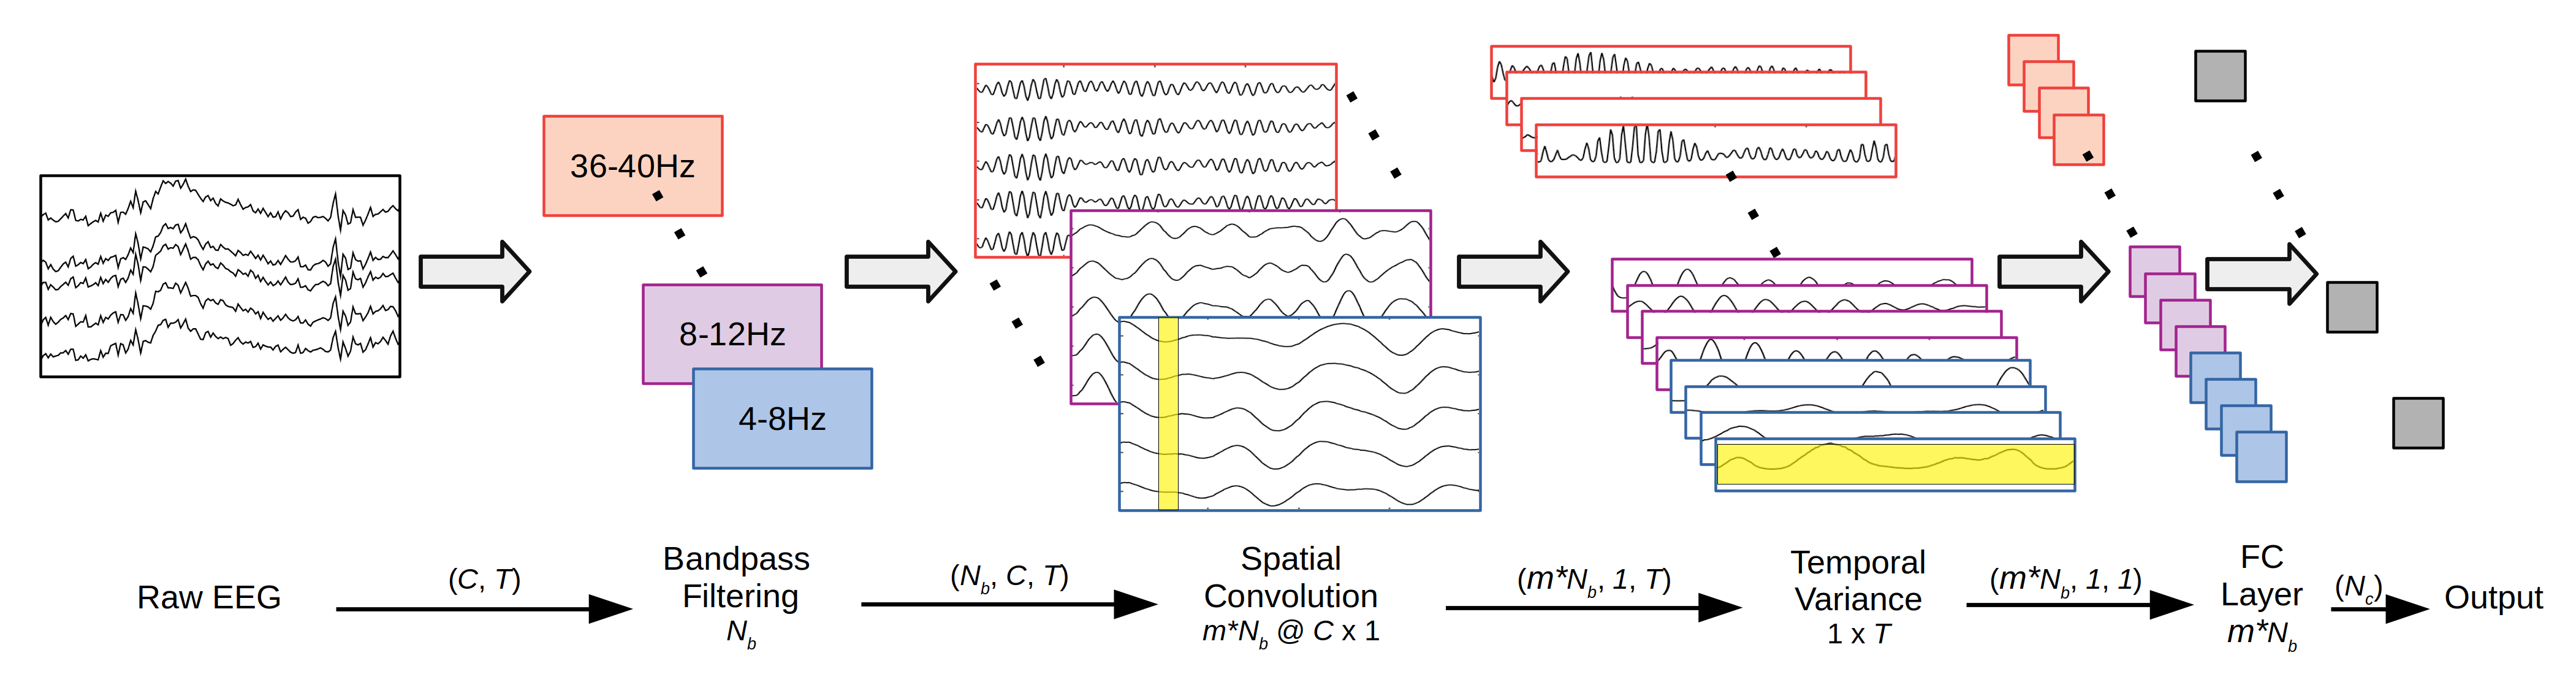 36-40Hz
8-12Hz
4-8Hz
Raw EEG
(C, T)
Bandpass
Filtering
N_b
(N_b, C, T)
Spatial
Convolution
m*N_b @ C x 1
(m*N_b, 1, T)
Temporal
Variance
1 x T
(m*N_b, 1, 1)
FC
Layer
m*N_b
(N_c)
Output